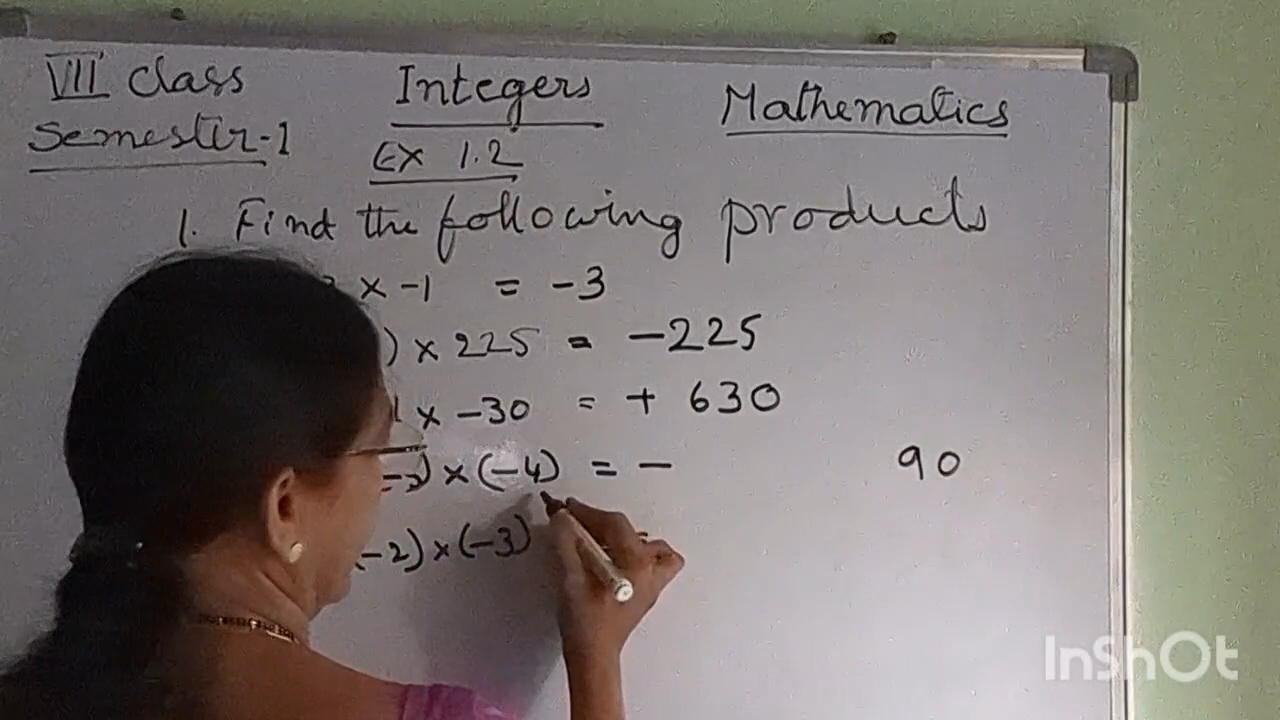 VII class Integers Mathematics
Semester-1 Ex 1.2
1. Find the following products
× -1 = -3
) × 225 = -225
× -30 = + 630
) × (-4) = - 90
-2) × (-3) =
InShOt